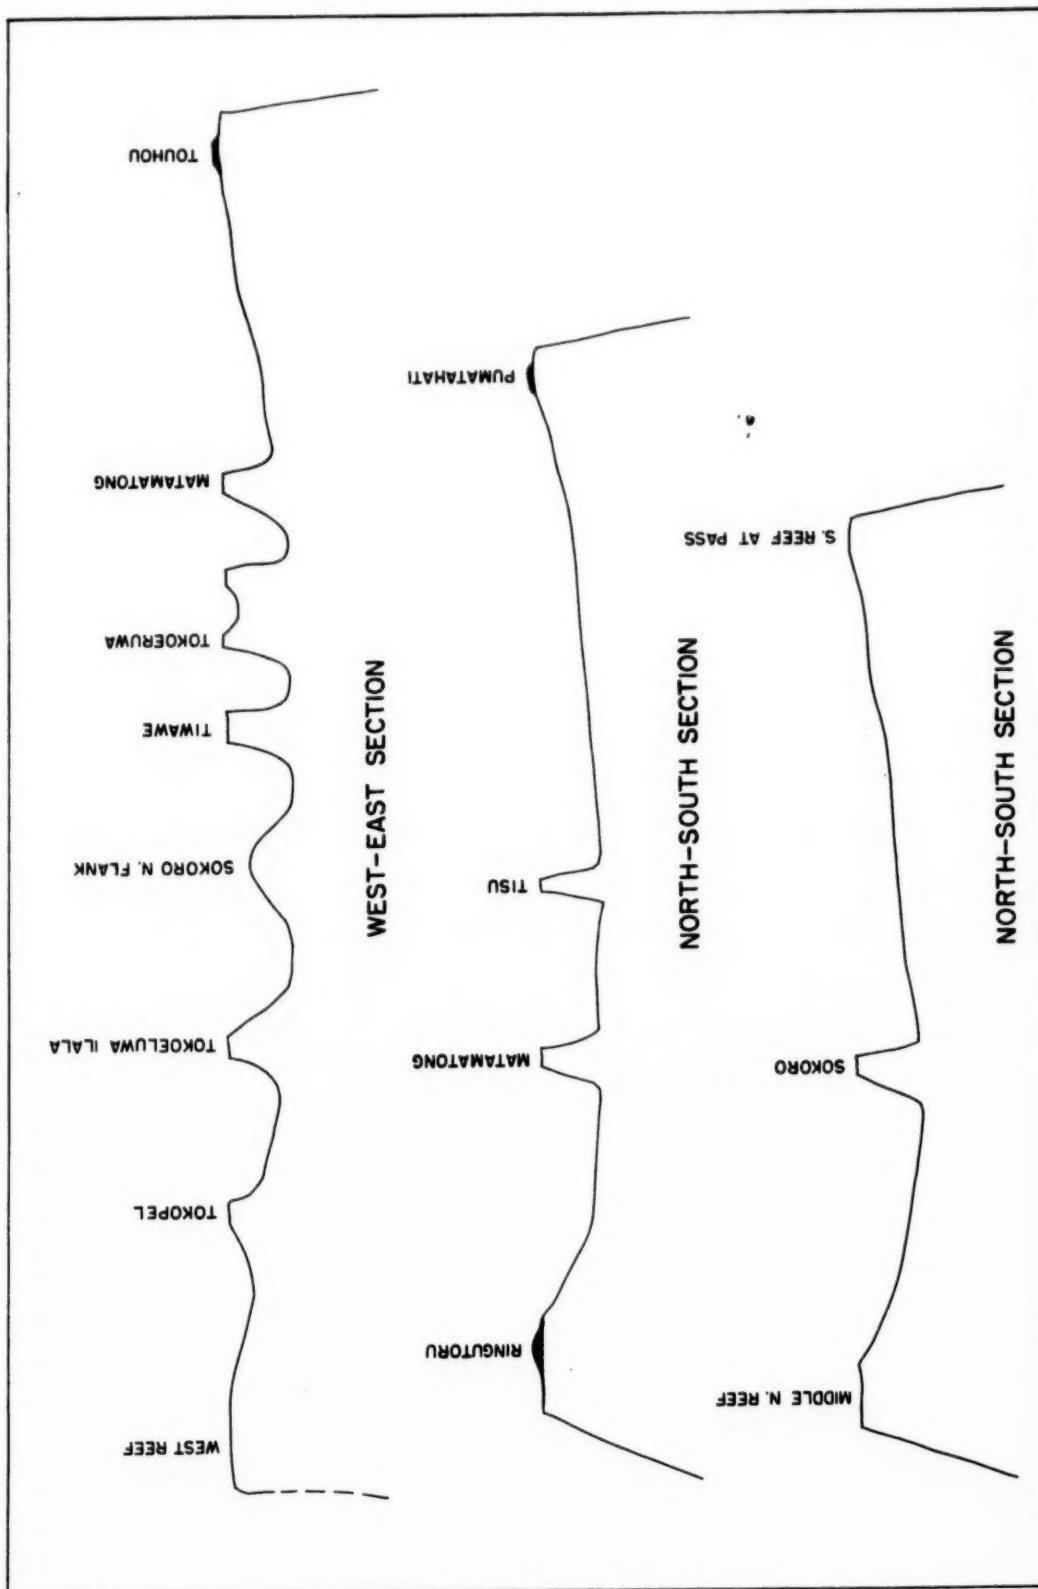 WEST REEF
TOKOPEL
TOKOELUWA ILALA
SOKORO N. FLANK
TIWAWE
TOKOERUWA
MATAMATONG
TOUHOU
WEST-EAST SECTION
RINGUTORU
MATAMATONG
TISU
PUMATAHATI
NORTH-SOUTH SECTION
MIDDLE N. REEF
SOKORO
S. REEF AT PASS
NORTH-SOUTH SECTION